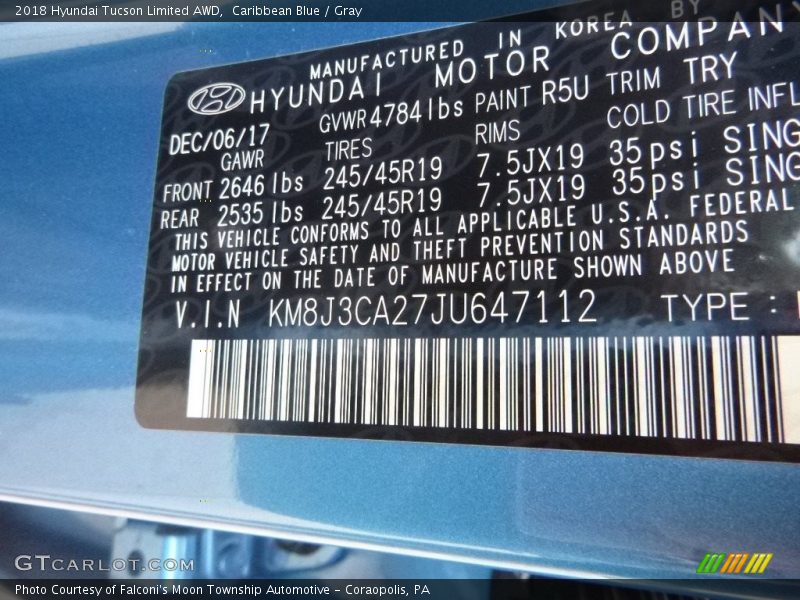 2018 Hyundai Tucson Limited AWD, Caribbean Blue / Gray
MANUFACTURED IN KOREA BY
HYUNDAI MOTOR COMPANY
DEC/06/17 GVWR 4784 lbs PAINT R5U TRIM TRY
GAWR TIRES RIMS COLD TIRE INFL
FRONT 2646 lbs 245/45R19 7.5JX19 35 psi SING
REAR 2535 lbs 245/45R19 7.5JX19 35 psi SING
THIS VEHICLE CONFORMS TO ALL APPLICABLE U.S.A. FEDERAL
MOTOR VEHICLE SAFETY AND THEFT PREVENTION STANDARDS
IN EFFECT ON THE DATE OF MANUFACTURE SHOWN ABOVE
V.I.N KM8J3CA27JU647112 TYPE :
GTCARLOT.COM
Photo Courtesy of Falconi's Moon Township Automotive - Coraopolis, PA